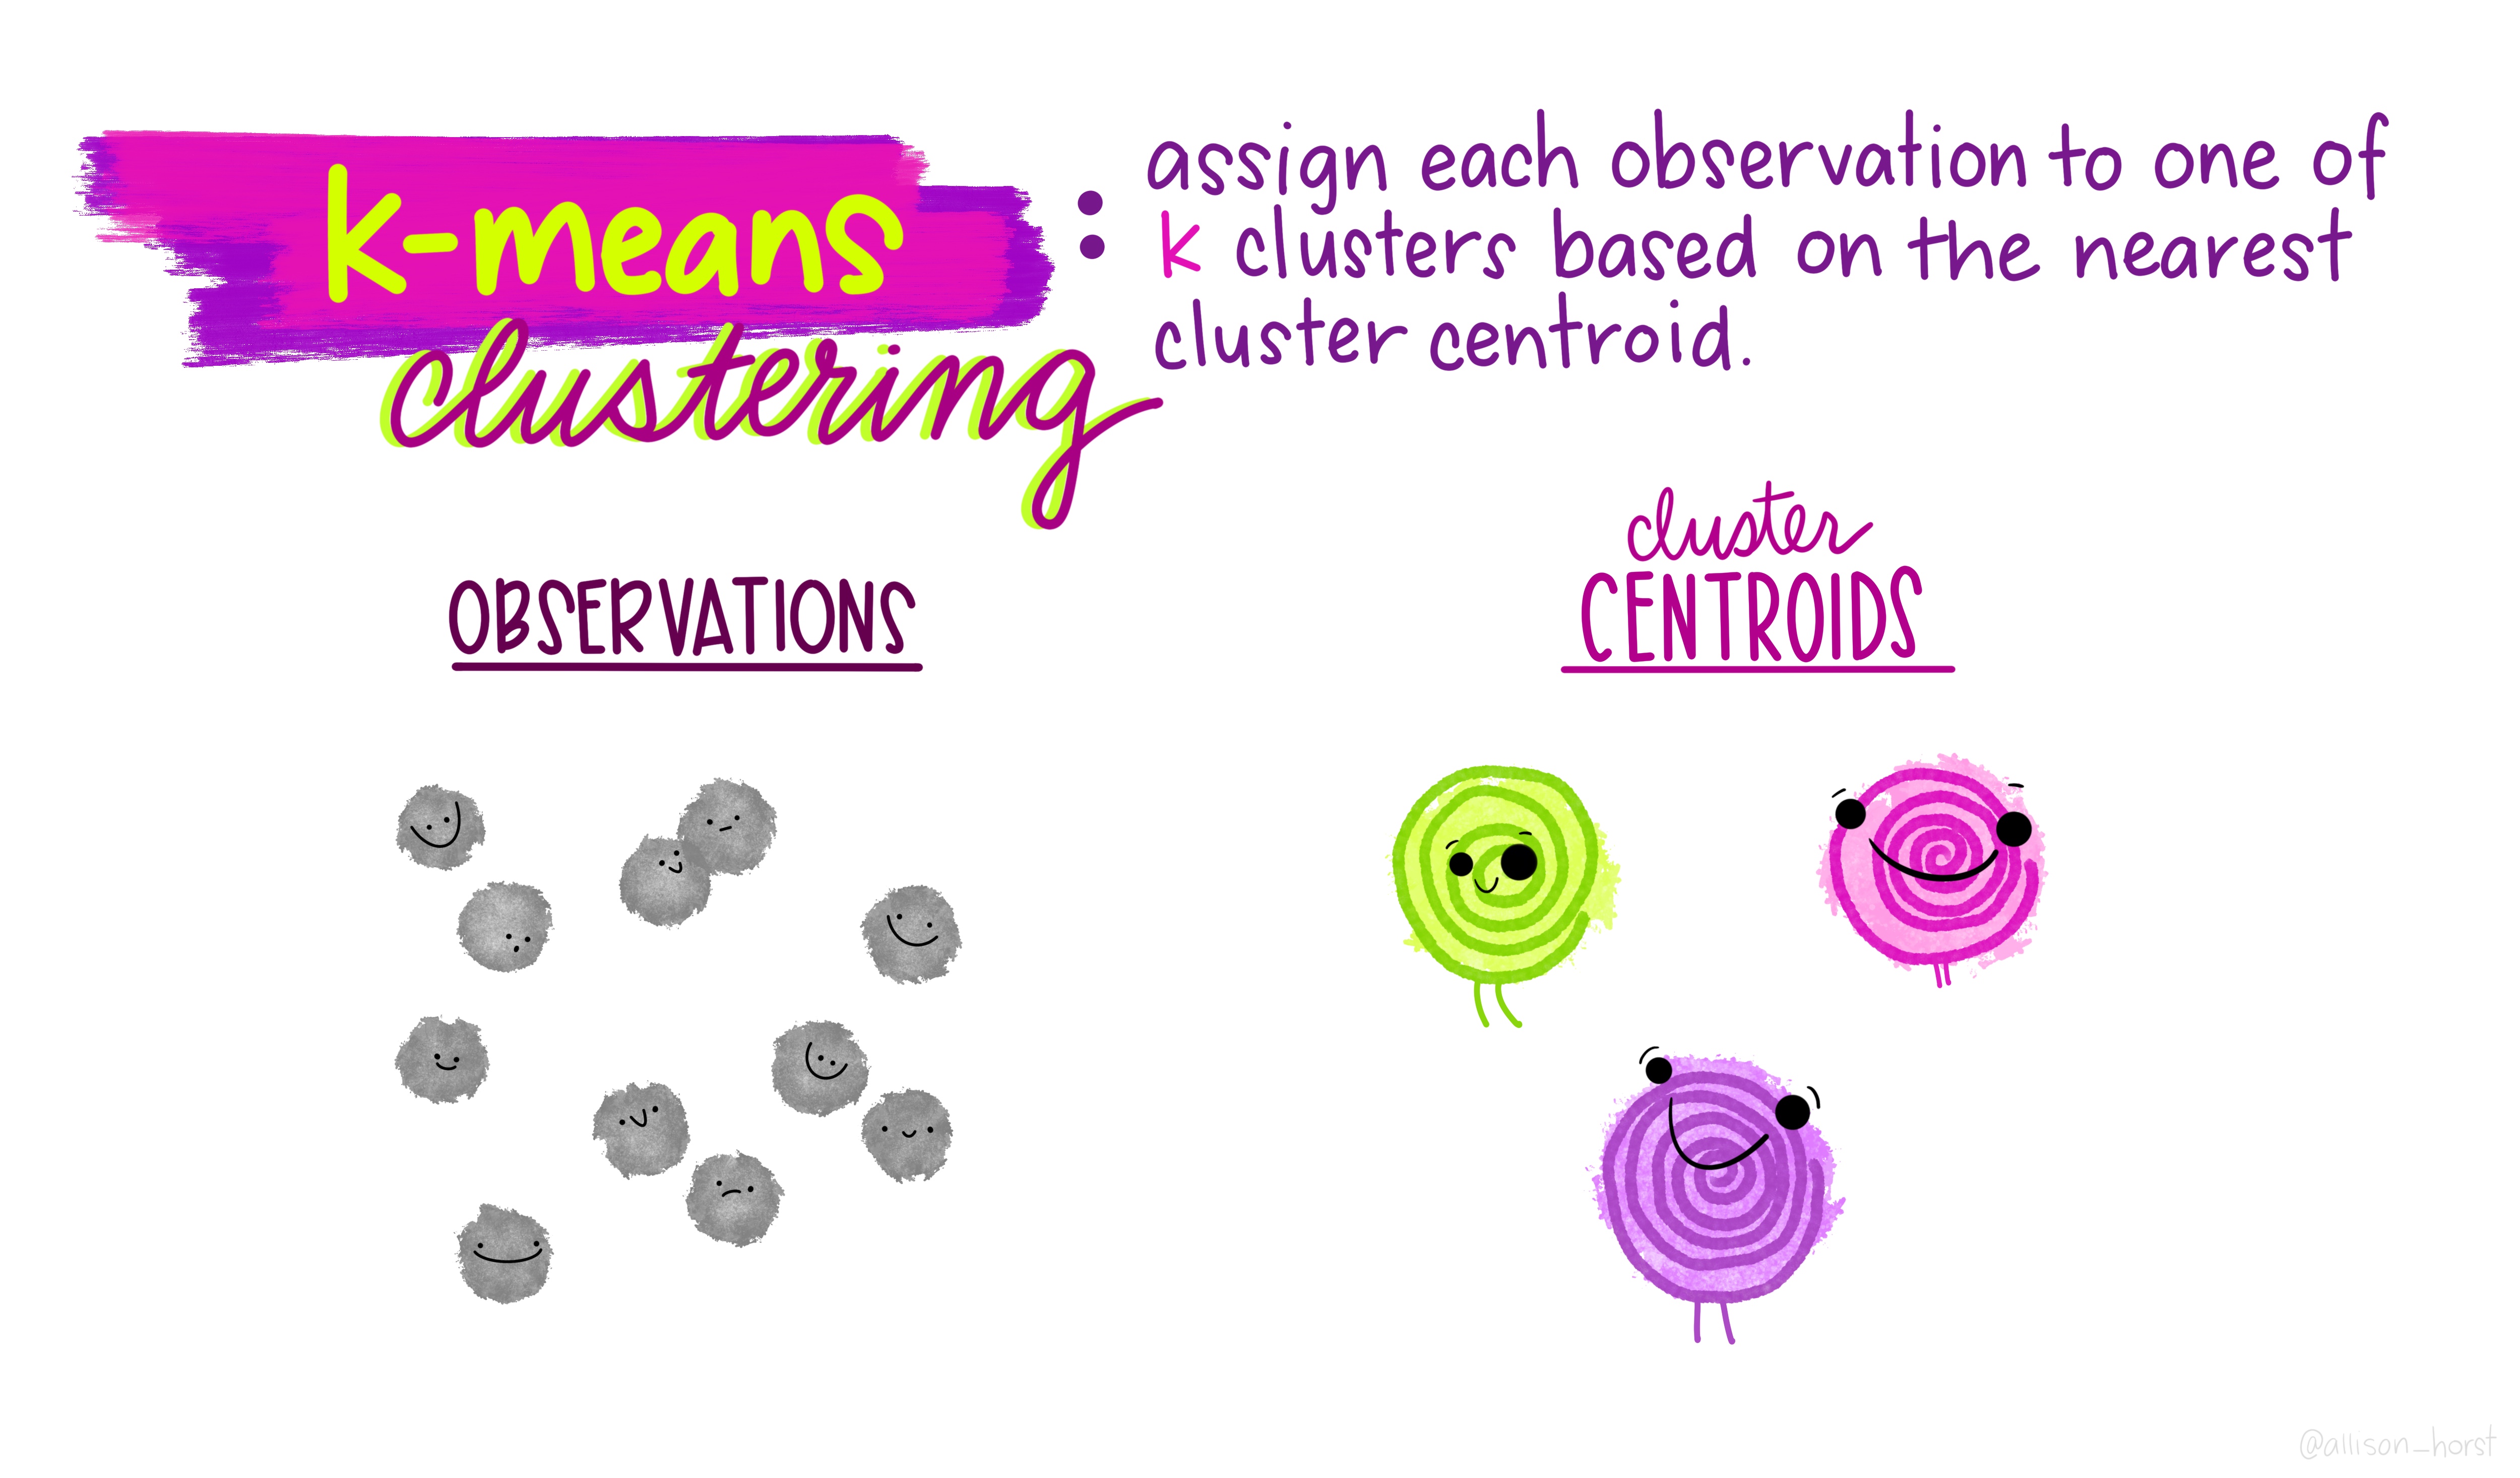 k-means
clustering
: assign each observation to one of
k clusters based on the nearest
cluster centroid.
OBSERVATIONS
cluster
CENTROIDS
@allison_horst